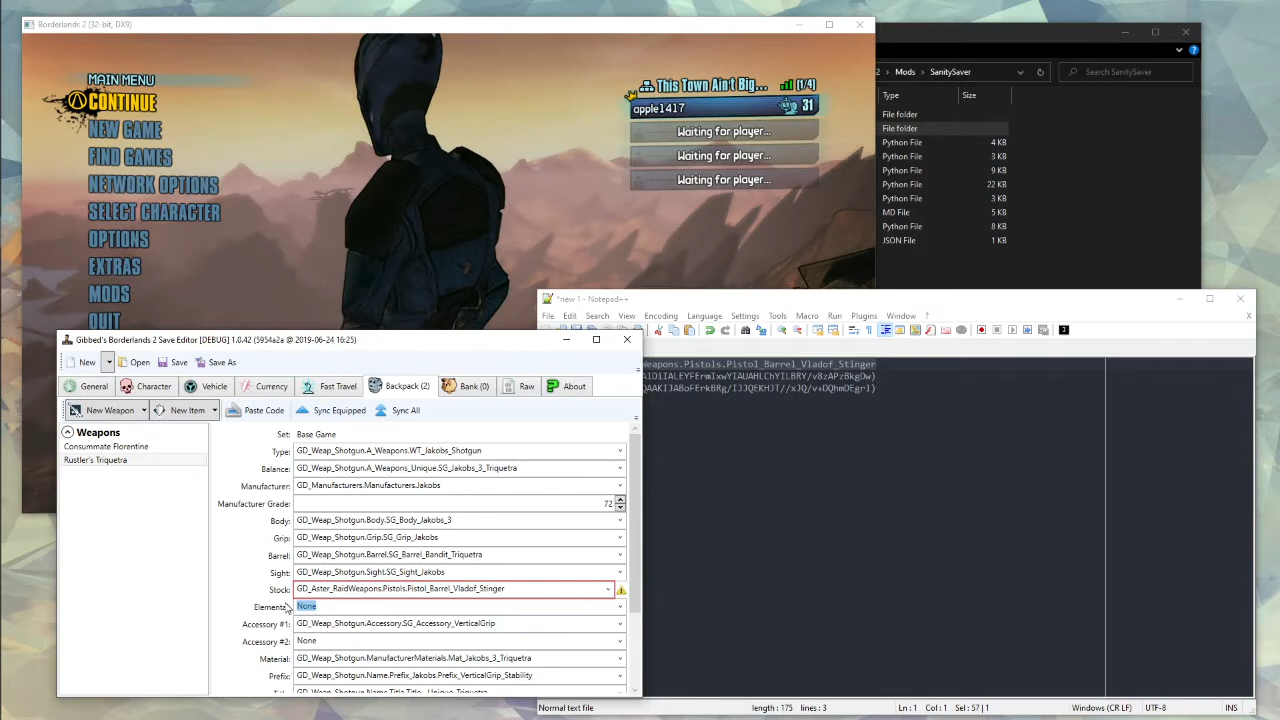 Borderlands 2 (32-bit, DX9)
MAIN MENU
CONTINUE
NEW GAME
FIND GAMES
NETWORK OPTIONS
SELECT CHARACTER
OPTIONS
EXTRAS
MODS
QUIT
This Town Ain't Big... (1/4)
apple1417 31
Waiting for player...
Waiting for player...
Waiting for player...
2 Mods SanitySaver Search SanitySaver
Type Size
File folder
File folder
Python File 4 KB
Python File 3 KB
Python File 9 KB
Python File 22 KB
Python File 3 KB
MD File 5 KB
Python File 8 KB
JSON File 1 KB
*new 1 - Notepad++
File Edit Search View Encoding Language Settings Tools Macro Run Plugins Window ? X
Weapons.Pistols.Pistol_Barrel_Vladof_Stinger
Normal text file length : 175 lines : 3 Ln : 1 Col : 1 Sel : 57 | 1 Windows (CR LF) UTF-8 INS
Gibbed's Borderlands 2 Save Editor [DEBUG] 1.0.42 (5954a2a @ 2019-06-24 16:25)
New Open Save Save As
General Character Vehicle Currency Fast Travel Backpack (2) Bank (0) Raw About
New Weapon New Item Paste Code Sync Equipped Sync All
Weapons
Consummate Florentine
Rustler's Triquetra
Set: Base Game
Type: GD_Weap_Shotgun.A_Weapons.WT_Jakobs_Shotgun
Balance: GD_Weap_Shotgun.A_Weapons_Unique.SG_Jakobs_3_Triquetra
Manufacturer: GD_Manufacturers.Manufacturers.Jakobs
Manufacturer Grade: 72
Body: GD_Weap_Shotgun.Body.SG_Body_Jakobs_3
Grip: GD_Weap_Shotgun.Grip.SG_Grip_Jakobs
Barrel: GD_Weap_Shotgun.Barrel.SG_Barrel_Bandit_Triquetra
Sight: GD_Weap_Shotgun.Sight.SG_Sight_Jakobs
Stock: GD_Aster_RaidWeapons.Pistols.Pistol_Barrel_Vladof_Stinger
Elementa None
Accessory #1: GD_Weap_Shotgun.Accessory.SG_Accessory_VerticalGrip
Accessory #2: None
Material: GD_Weap_Shotgun.ManufacturerMaterials.Mat_Jakobs_3_Triquetra
Prefix: GD_Weap_Shotgun.Name.Prefix_Jakobs.Prefix_VerticalGrip_Stability
GD_Weap_Shotgun.Name.Title.Title_Unique_Triquetra